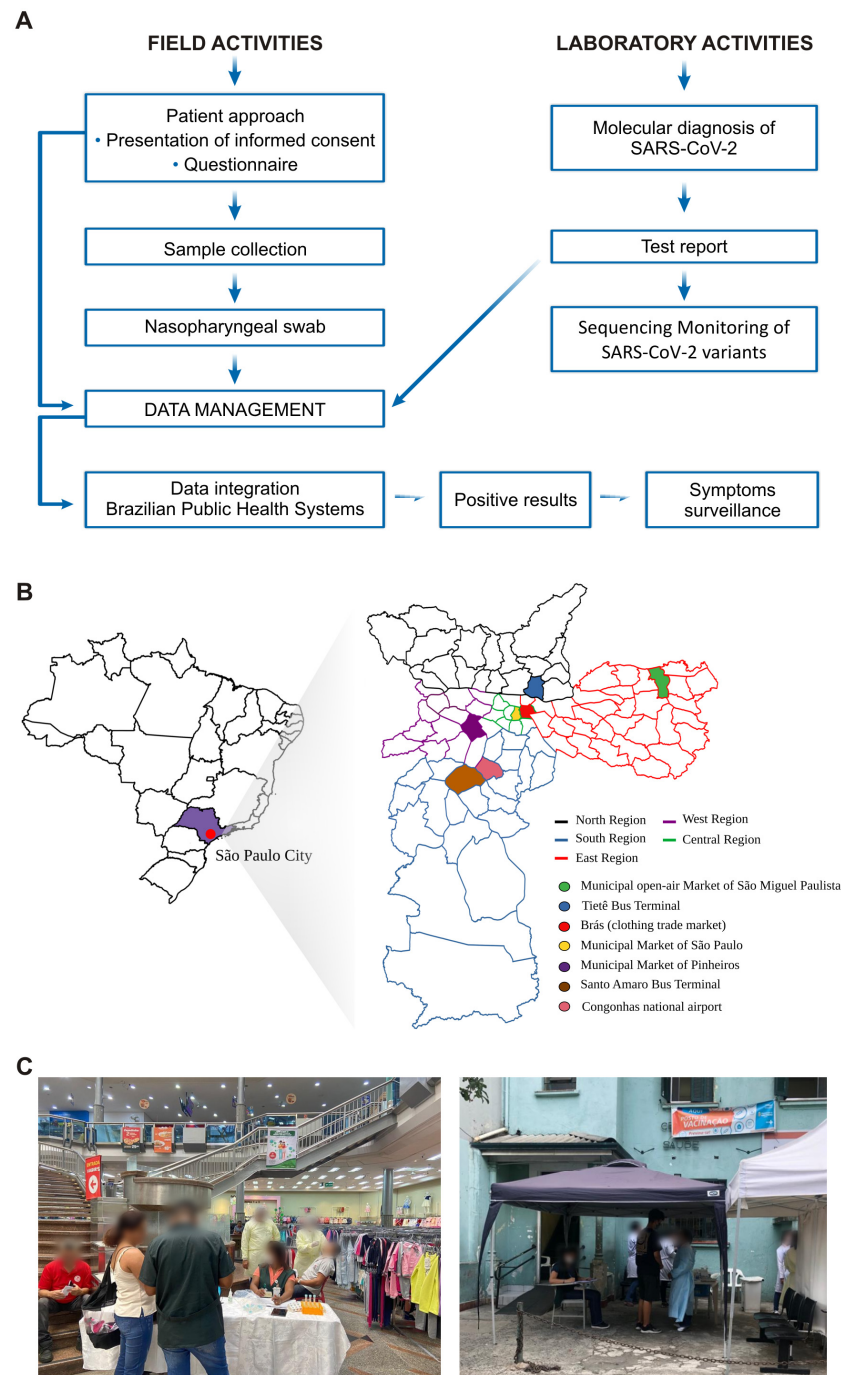 A
FIELD ACTIVITIES
LABORATORY ACTIVITIES
Patient approach
• Presentation of informed consent
• Questionnaire
Molecular diagnosis of
SARS-CoV-2
Sample collection
Test report
Nasopharyngeal swab
Sequencing Monitoring of
SARS-CoV-2 variants
DATA MANAGEMENT
Data integration
Brazilian Public Health Systems
Positive results
Symptoms
surveillance
B
São Paulo City
North Region
West Region
South Region
Central Region
East Region
Municipal open-air Market of São Miguel Paulista
Tietê Bus Terminal
Brás (clothing trade market)
Municipal Market of São Paulo
Municipal Market of Pinheiros
Santo Amaro Bus Terminal
Congonhas national airport
C
VACINAÇÃO